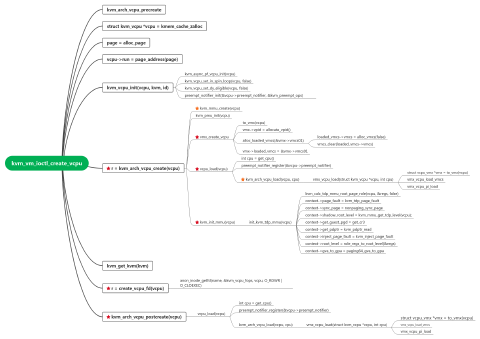 kvm_vm_ioctl_create_vcpu
kvm_arch_vcpu_precreate
struct kvm_vcpu *vcpu = kmem_cache_zalloc
page = alloc_page
vcpu->run = page_address(page)
kvm_vcpu_init(vcpu, kvm, id)
kvm_async_pf_vcpu_init(vcpu)
kvm_vcpu_set_in_spin_loop(vcpu, false)
kvm_vcpu_set_dy_eligible(vcpu, false)
preempt_notifier_init(&vcpu->preempt_notifier, &kvm_preempt_ops)
r = kvm_arch_vcpu_create(vcpu)
kvm_mmu_create(vcpu)
kvm_pmu_init(vcpu)
vmx_create_vcpu
to_vmx(vcpu)
vmx->vpid = allocate_vpid()
alloc_loaded_vmcs(&vmx->vmcs01)
loaded_vmcs->vmcs = alloc_vmcs(false)
vmcs_clear(loaded_vmcs->vmcs)
vmx->loaded_vmcs = &vmx->vmcs01
vcpu_load(vcpu)
int cpu = get_cpu()
preempt_notifier_register(&vcpu->preempt_notifier)
kvm_arch_vcpu_load(vcpu, cpu)
vmx_vcpu_load(struct kvm_vcpu *vcpu, int cpu)
struct vcpu_vmx *vmx = to_vmx(vcpu)
vmx_vcpu_load_vmcs
vmx_vcpu_pi_load
kvm_init_mmu(vcpu)
init_kvm_tdp_mmu(vcpu)
kvm_calc_tdp_mmu_root_page_role(vcpu, &regs, false)
context->page_fault = kvm_tdp_page_fault
context->sync_page = nonpaging_sync_page
context->shadow_root_level = kvm_mmu_get_tdp_level(vcpu)
context->get_guest_pgd = get_cr3
context->get_pdptr = kvm_pdptr_read
context->inject_page_fault = kvm_inject_page_fault
context->root_level = role_regs_to_root_level(&regs)
context->gva_to_gpa = paging64_gva_to_gpa
kvm_get_kvm(kvm)
r = create_vcpu_fd(vcpu)
anon_inode_getfd(name, &kvm_vcpu_fops, vcpu, O_RDWR |
O_CLOEXEC)
kvm_arch_vcpu_postcreate(vcpu)
vcpu_load(vcpu)
int cpu = get_cpu()
preempt_notifier_register(&vcpu->preempt_notifier)
kvm_arch_vcpu_load(vcpu, cpu)
vmx_vcpu_load(struct kvm_vcpu *vcpu, int cpu)
struct vcpu_vmx *vmx = to_vmx(vcpu)
vmx_vcpu_load_vmcs
vmx_vcpu_pi_load